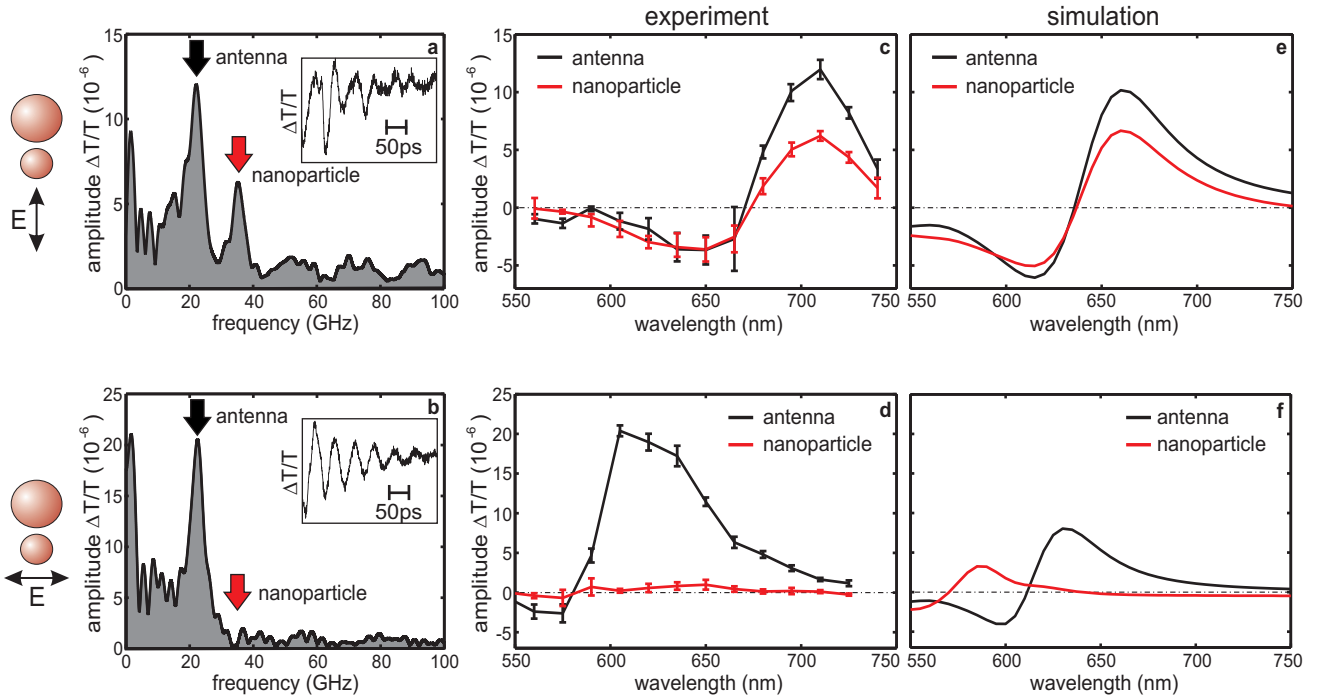 experiment
simulation
a
antenna
nanoparticle
ΔT/T
50ps
amplitude ΔT/T (10⁻⁶)
15
10
5
0
0 20 40 60 80 100
frequency (GHz)
E
c
antenna
nanoparticle
amplitude ΔT/T (10⁻⁶)
15
10
5
0
-5
550 600 650 700 750
wavelength (nm)
e
antenna
nanoparticle
550 600 650 700 750
wavelength (nm)
b
antenna
nanoparticle
ΔT/T
50ps
amplitude ΔT/T (10⁻⁶)
25
20
15
10
5
0
0 20 40 60 80 100
frequency (GHz)
E
d
antenna
nanoparticle
amplitude ΔT/T (10⁻⁶)
25
20
15
10
5
0
-5
550 600 650 700 750
wavelength (nm)
f
antenna
nanoparticle
550 600 650 700 750
wavelength (nm)